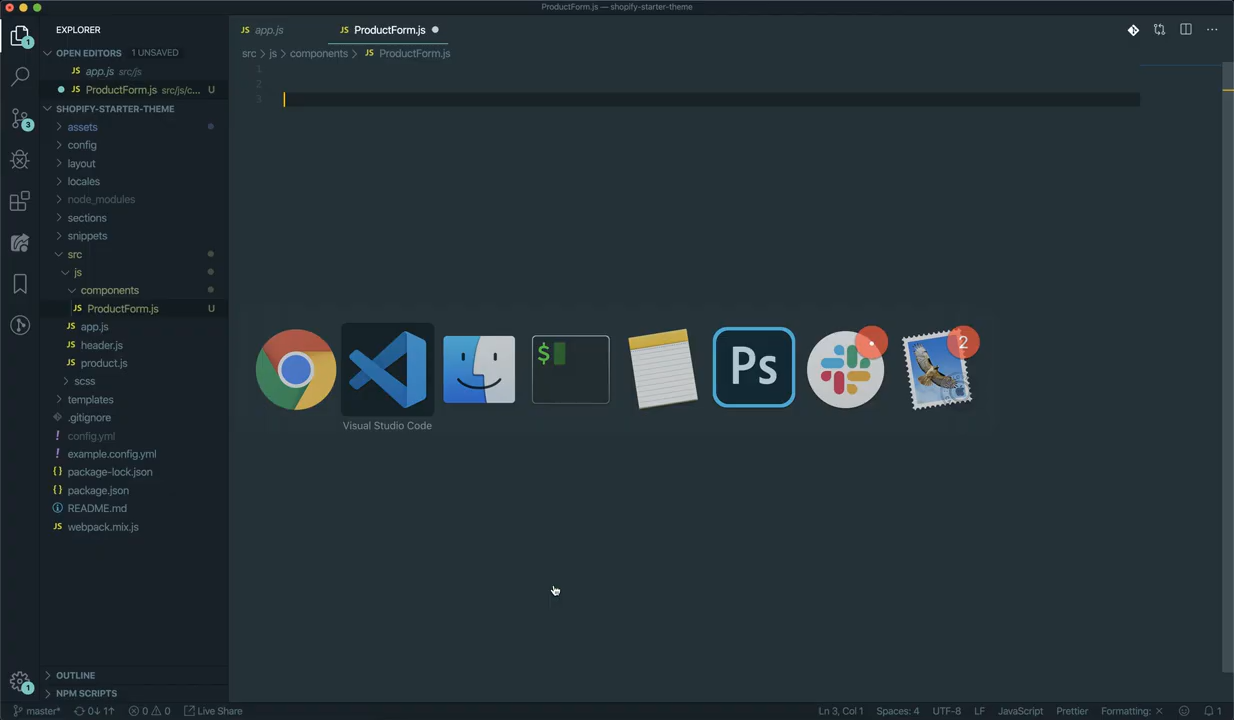 ProductForm.js — shopify-starter-theme
EXPLORER
JS app.js
JS ProductForm.js
OPEN EDITORS 1 UNSAVED
src > js > components > JS ProductForm.js
JS app.js src/js
JS ProductForm.js src/js/c... U
SHOPIFY-STARTER-THEME
assets
config
layout
locales
node_modules
sections
snippets
src
js
components
JS ProductForm.js U
JS app.js
JS header.js
JS product.js
scss
templates
.gitignore
! config.yml
! example.config.yml
{} package-lock.json
{} package.json
README.md
JS webpack.mix.js
OUTLINE
NPM SCRIPTS
1
3
1
1
2
3
$
Ps
2
Visual Studio Code
master* 0↓ 1↑ 0 0 Live Share
Ln 3, Col 1 Spaces: 4 UTF-8 LF JavaScript Prettier Formatting: × 1